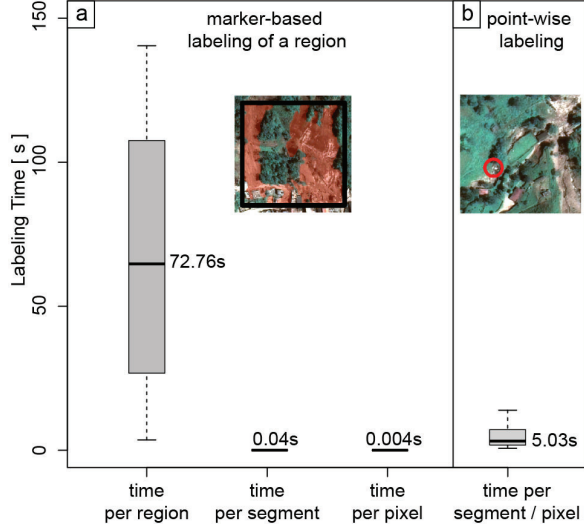 a
marker-based
labeling of a region
b
point-wise
labeling
Labeling Time [ s ]
150
100
50
0
72.76s
0.04s
0.004s
5.03s
time
per region
time
per segment
time
per pixel
time per
segment / pixel